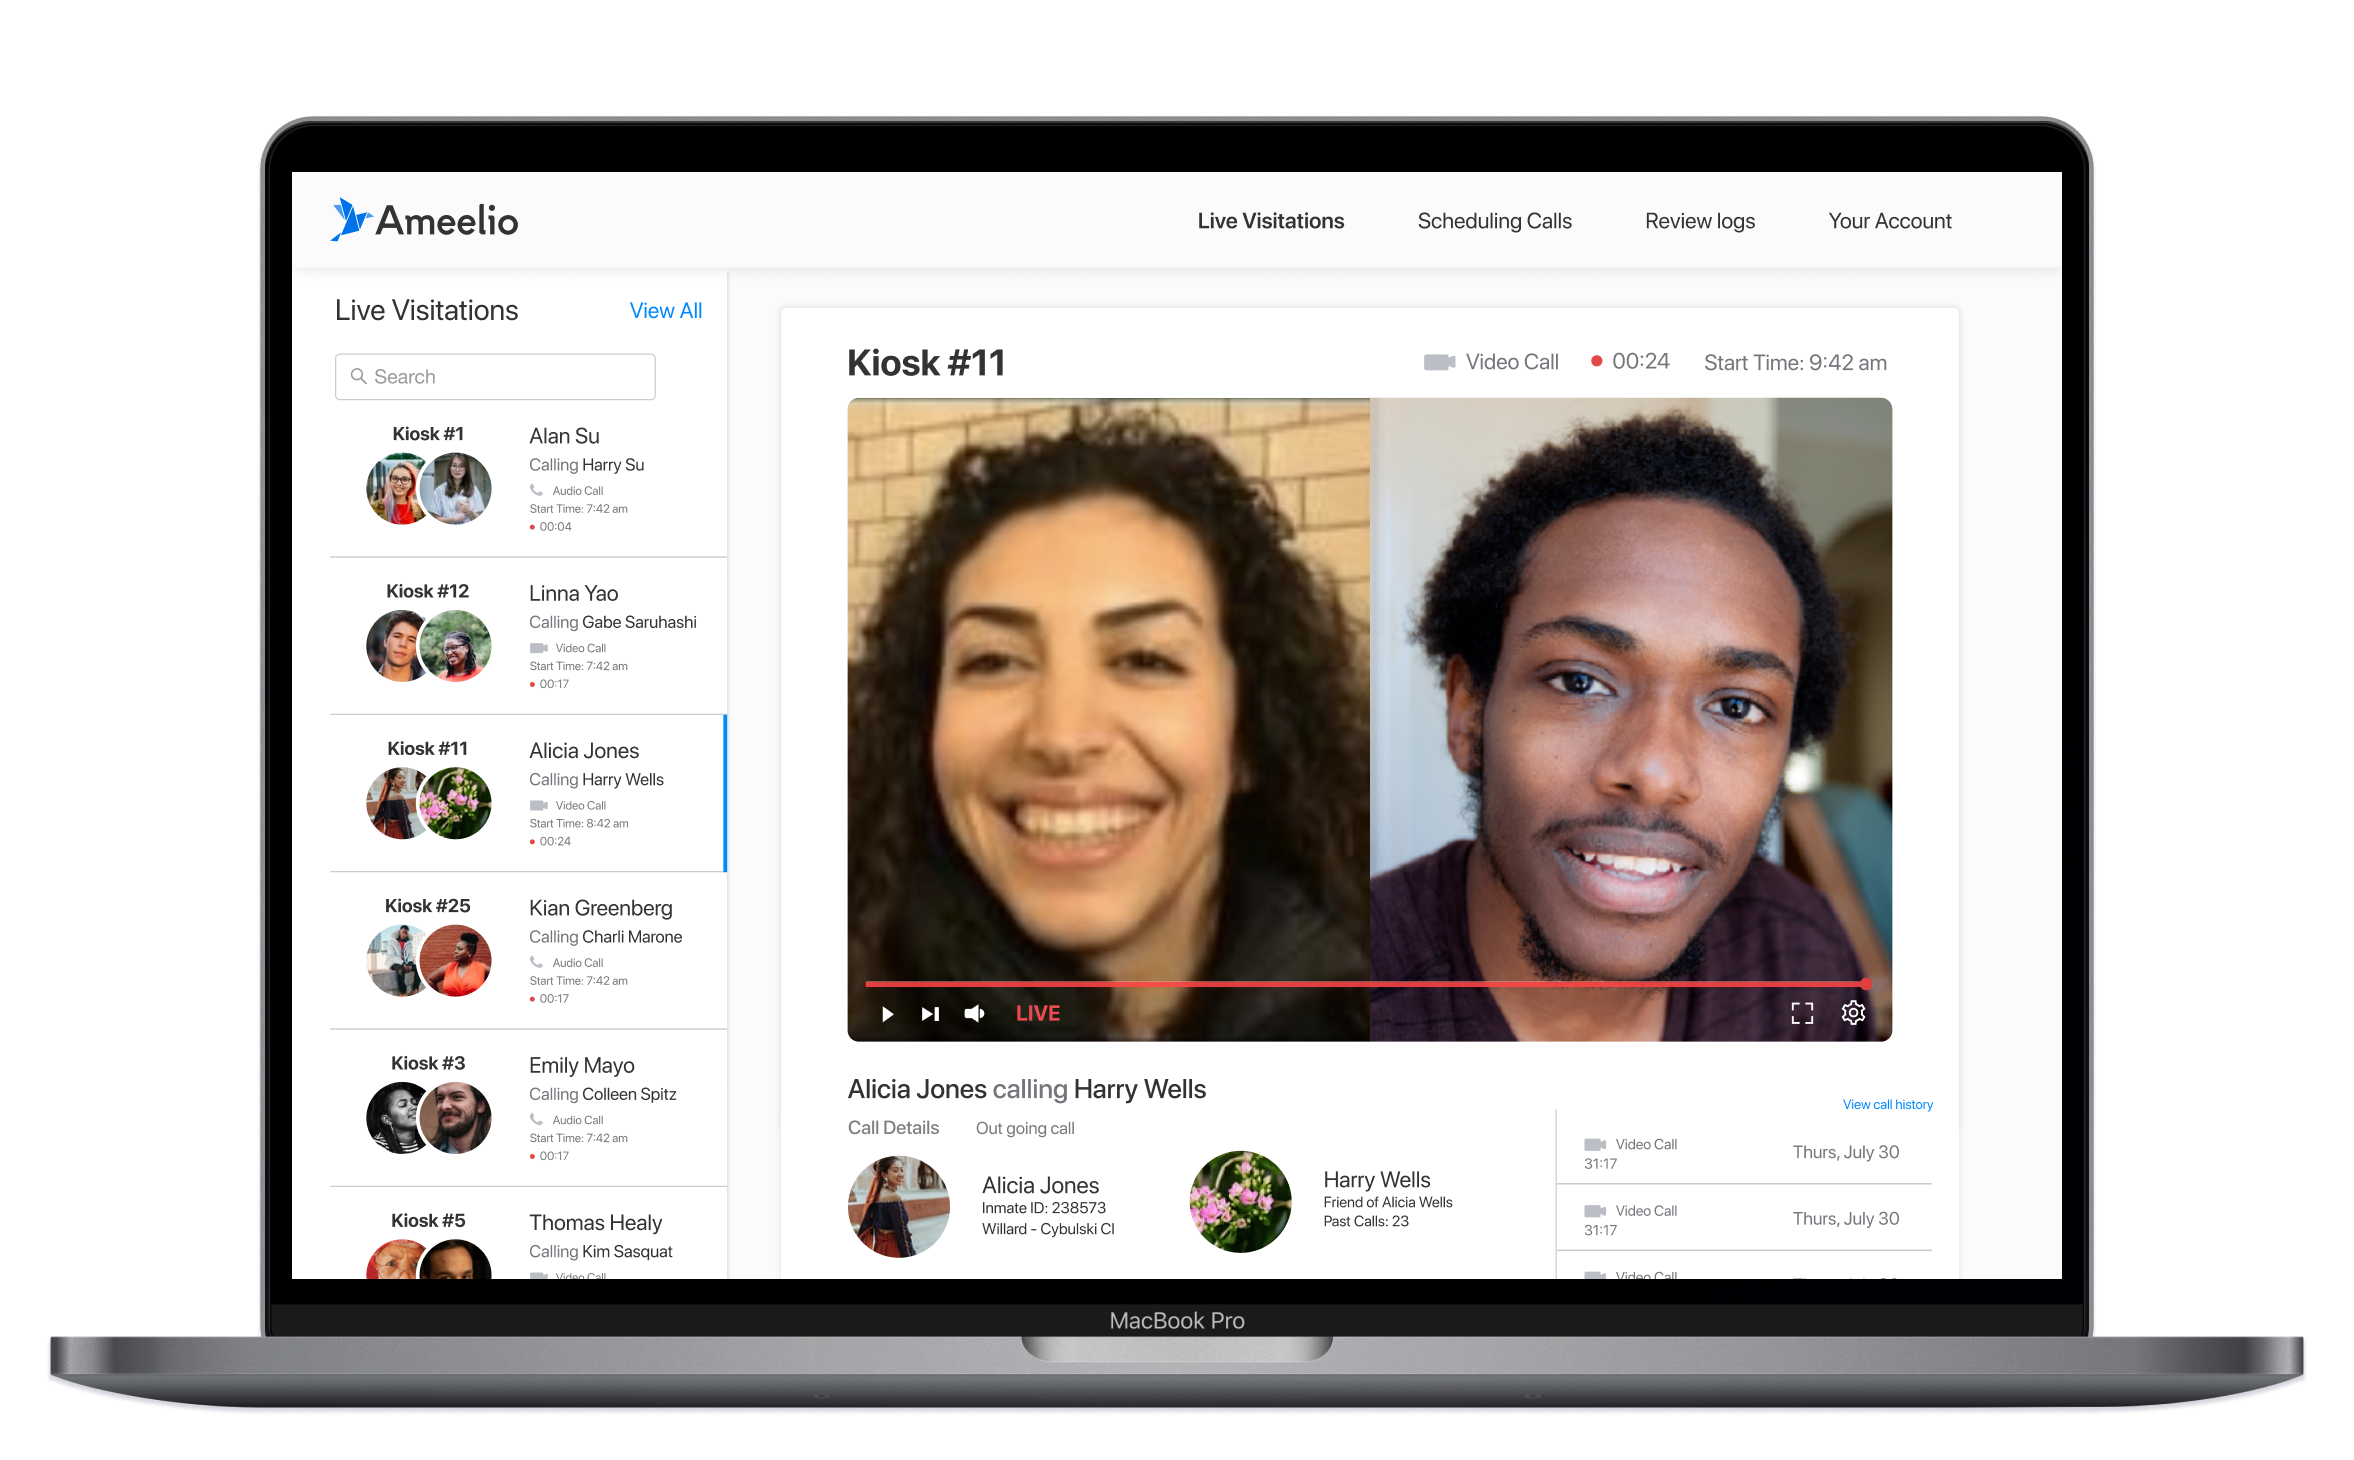 Ameelio
Live Visitations
Scheduling Calls
Review logs
Your Account
Live Visitations
View All
Search
Kiosk #1
Alan Su
Calling Harry Su
Audio Call
Start Time: 7:42 am
00:04
Kiosk #12
Linna Yao
Calling Gabe Saruhashi
Video Call
Start Time: 7:42 am
00:17
Kiosk #11
Alicia Jones
Calling Harry Wells
Video Call
Start Time: 8:42 am
00:24
Kiosk #25
Kian Greenberg
Calling Charli Marone
Audio Call
Start Time: 7:42 am
00:17
Kiosk #3
Emily Mayo
Calling Colleen Spitz
Audio Call
Start Time: 7:42 am
00:17
Kiosk #5
Thomas Healy
Calling Kim Sasquat
Video Call
Kiosk #11
Video Call
00:24
Start Time: 9:42 am
LIVE
Alicia Jones calling Harry Wells
Call Details
Out going call
Alicia Jones
Inmate ID: 238573
Willard - Cybulski CI
Harry Wells
Friend of Alicia Wells
Past Calls: 23
View call history
Video Call
31:17
Thurs, July 30
Video Call
31:17
Thurs, July 30
Video Call
MacBook Pro